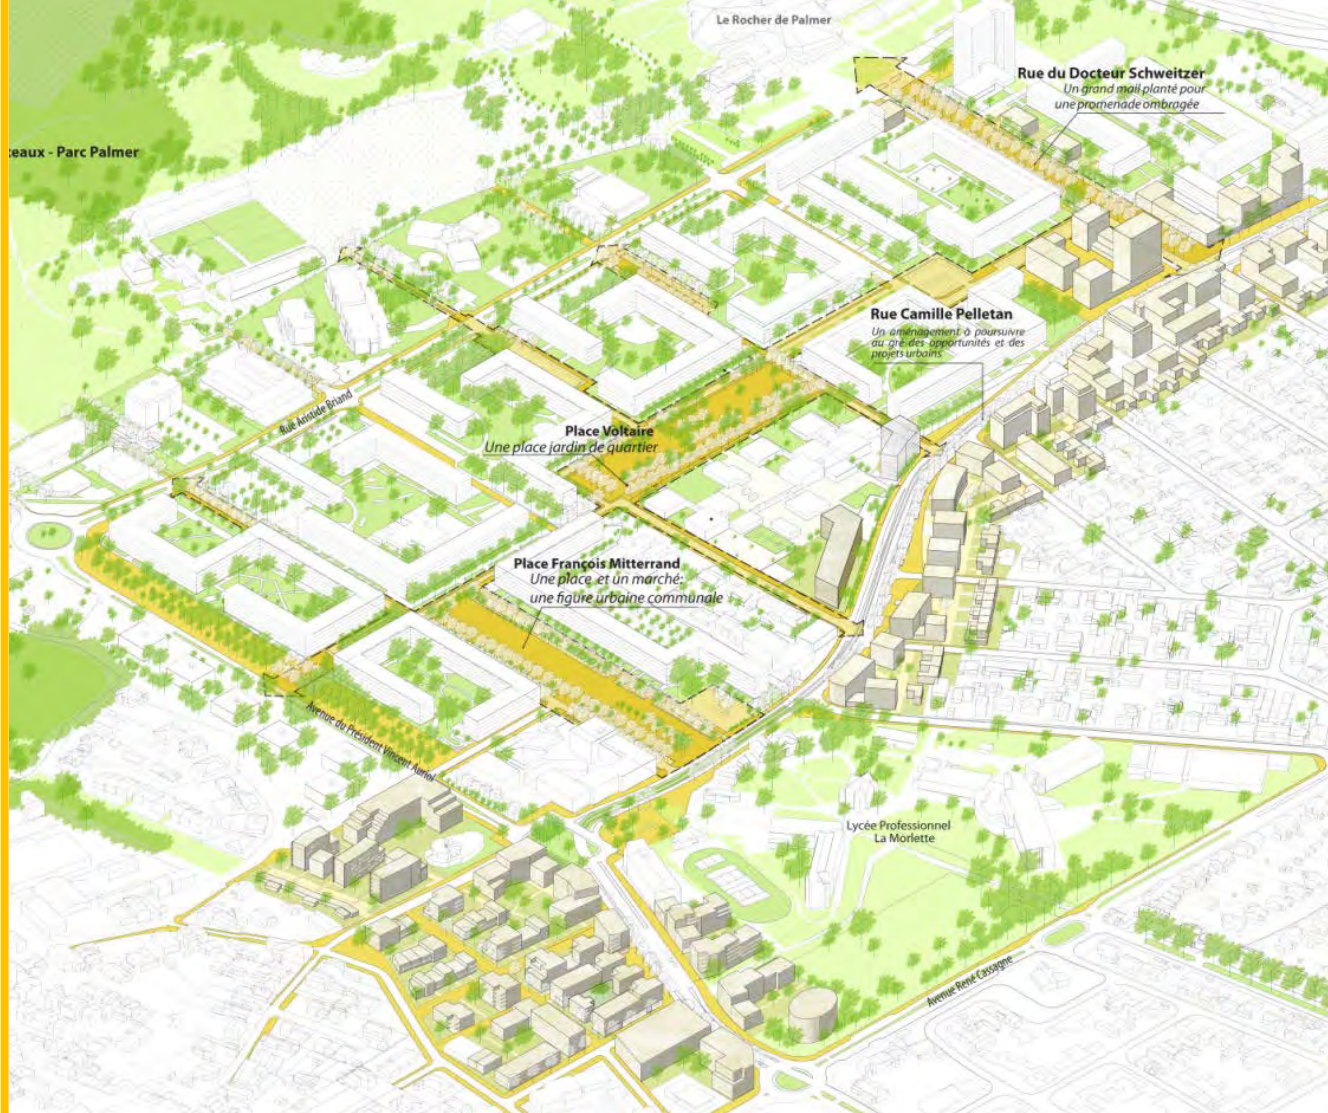 Le Rocher de Palmer
Rue du Docteur Schweitzer
Un grand mail planté pour
une promenade ombragée
teaux - Parc Palmer
Rue Camille Pelletan
Un aménagement à poursuivre
au gré des opportunités et des
projets urbains
Rue Aristide Briand
Place Voltaire
Une place jardin de quartier
Place François Mitterrand
Une place et un marché:
une figure urbaine communale
Avenue du Président Vincent Auriol
Lycée Professionnel
La Morlette
Avenue René Cassagne